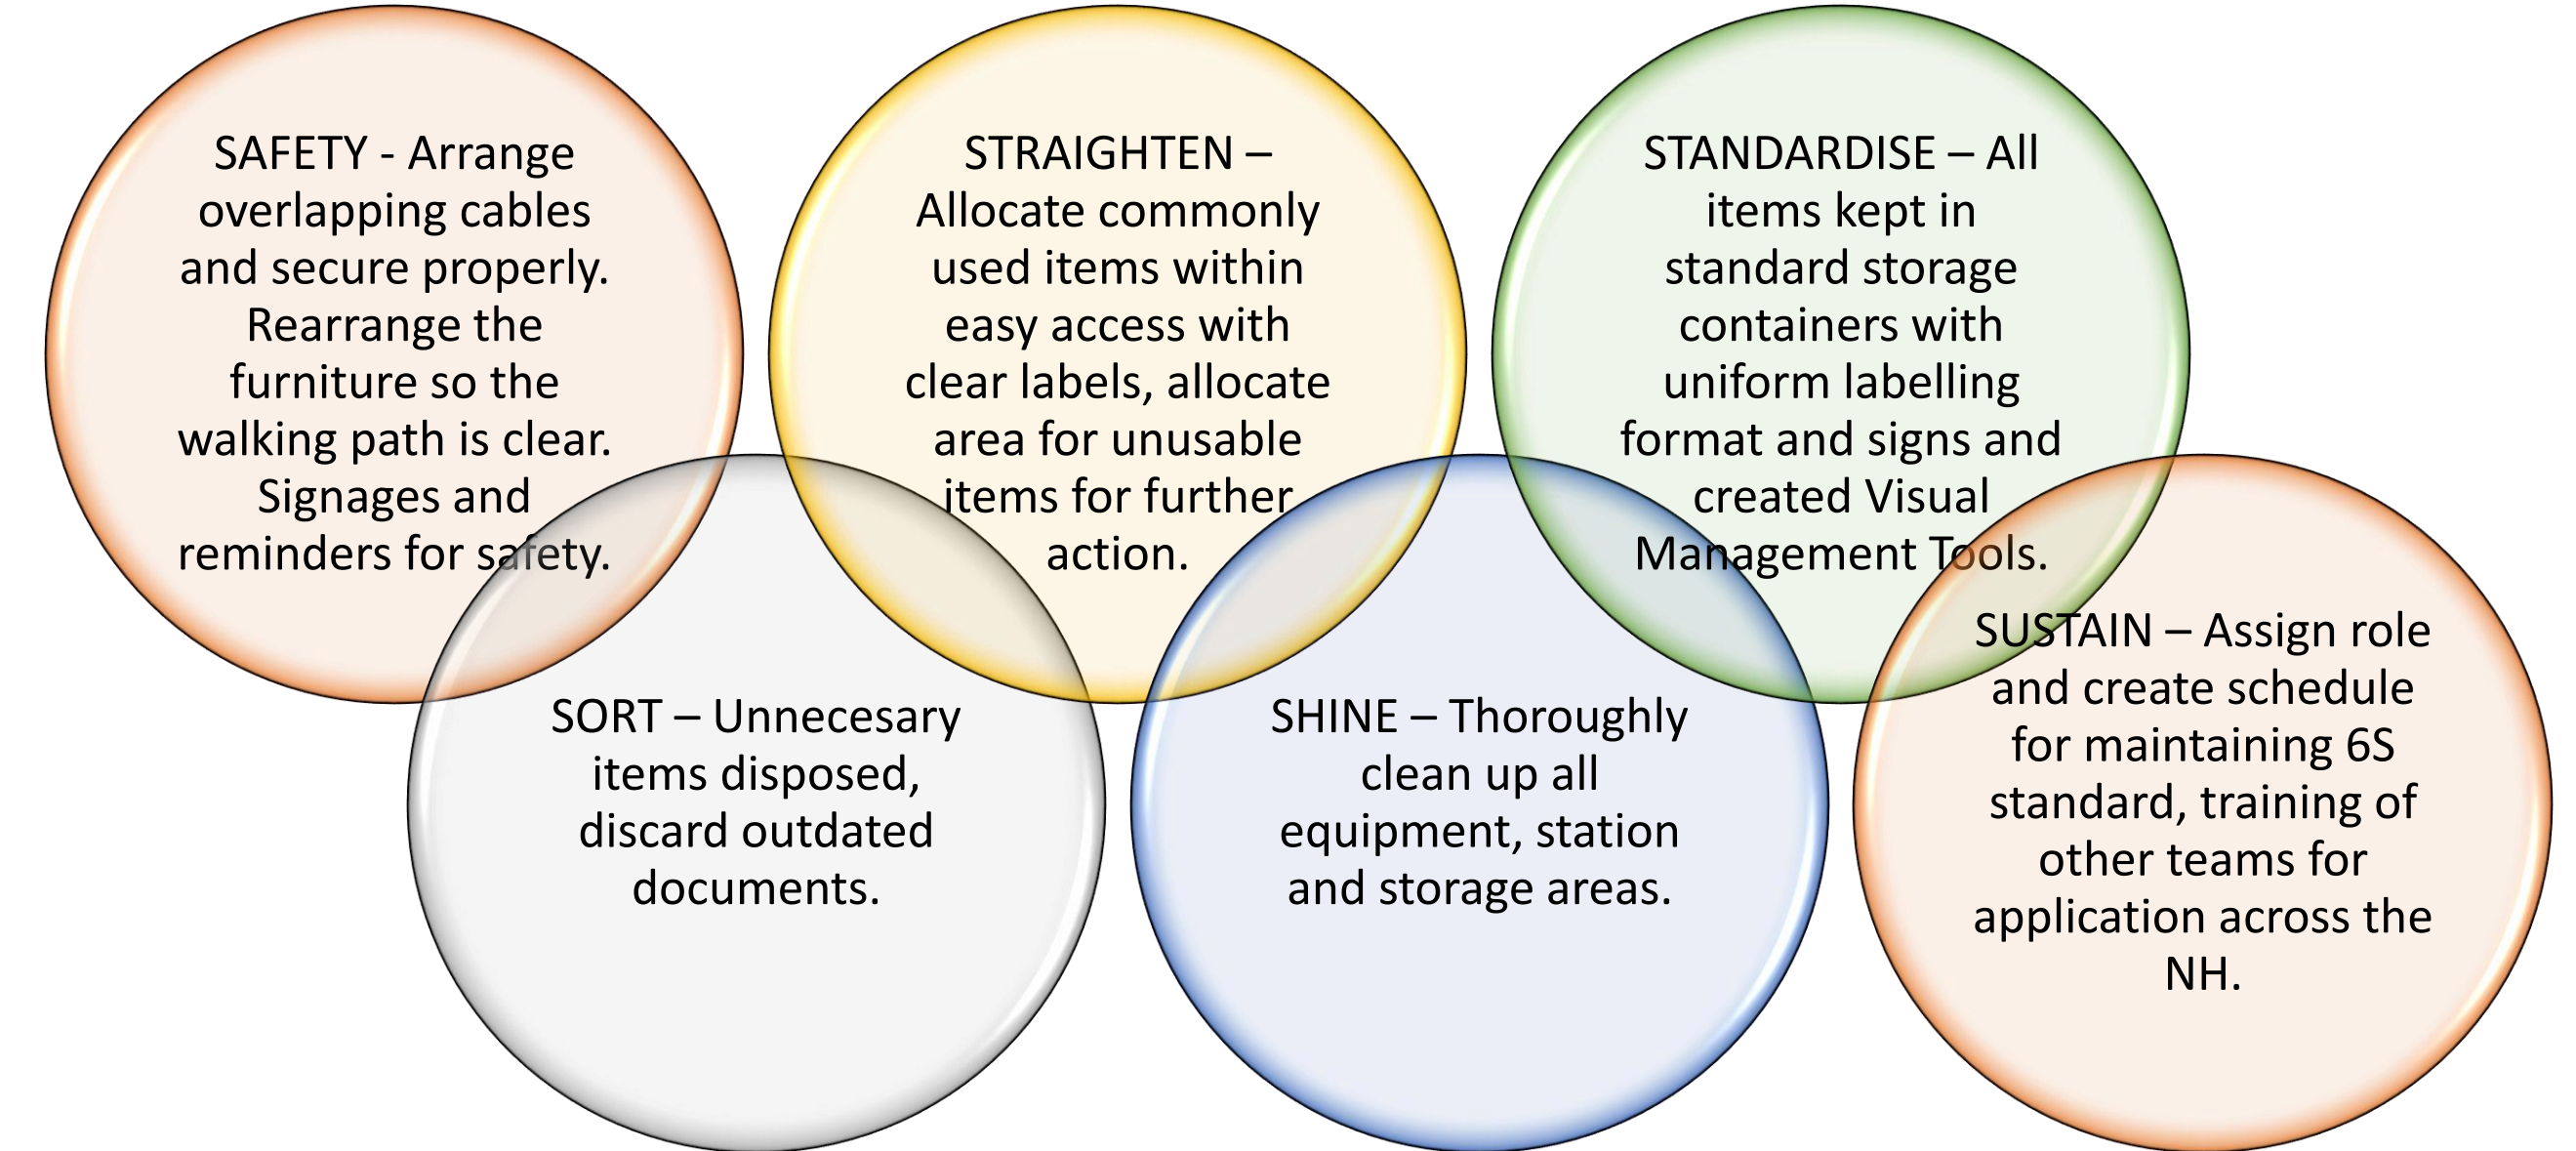 SAFETY - Arrange
overlapping cables
and secure properly.
Rearrange the
furniture so the
walking path is clear.
Signages and
reminders for safety.
SORT – Unnecesary
items disposed,
discard outdated
documents.
STRAIGHTEN –
Allocate commonly
used items within
easy access with
clear labels, allocate
area for unusable
items for further
action.
SHINE – Thoroughly
clean up all
equipment, station
and storage areas.
STANDARDISE – All
items kept in
standard storage
containers with
uniform labelling
format and signs and
created Visual
Management Tools.
SUSTAIN – Assign role
and create schedule
for maintaining 6S
standard, training of
other teams for
application across the
NH.